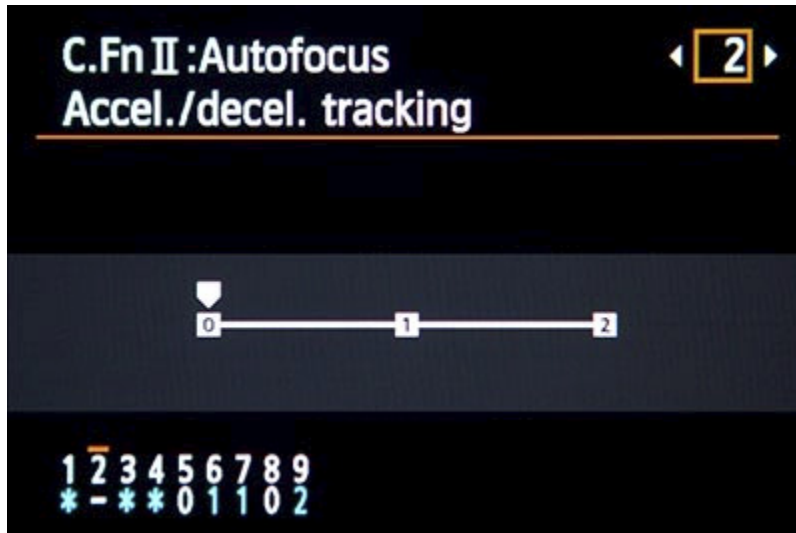 C.Fn II :Autofocus 2
Accel./decel. tracking
0 1 2
1 2 3 4 5 6 7 8 9
* - * * 0 1 1 0 2